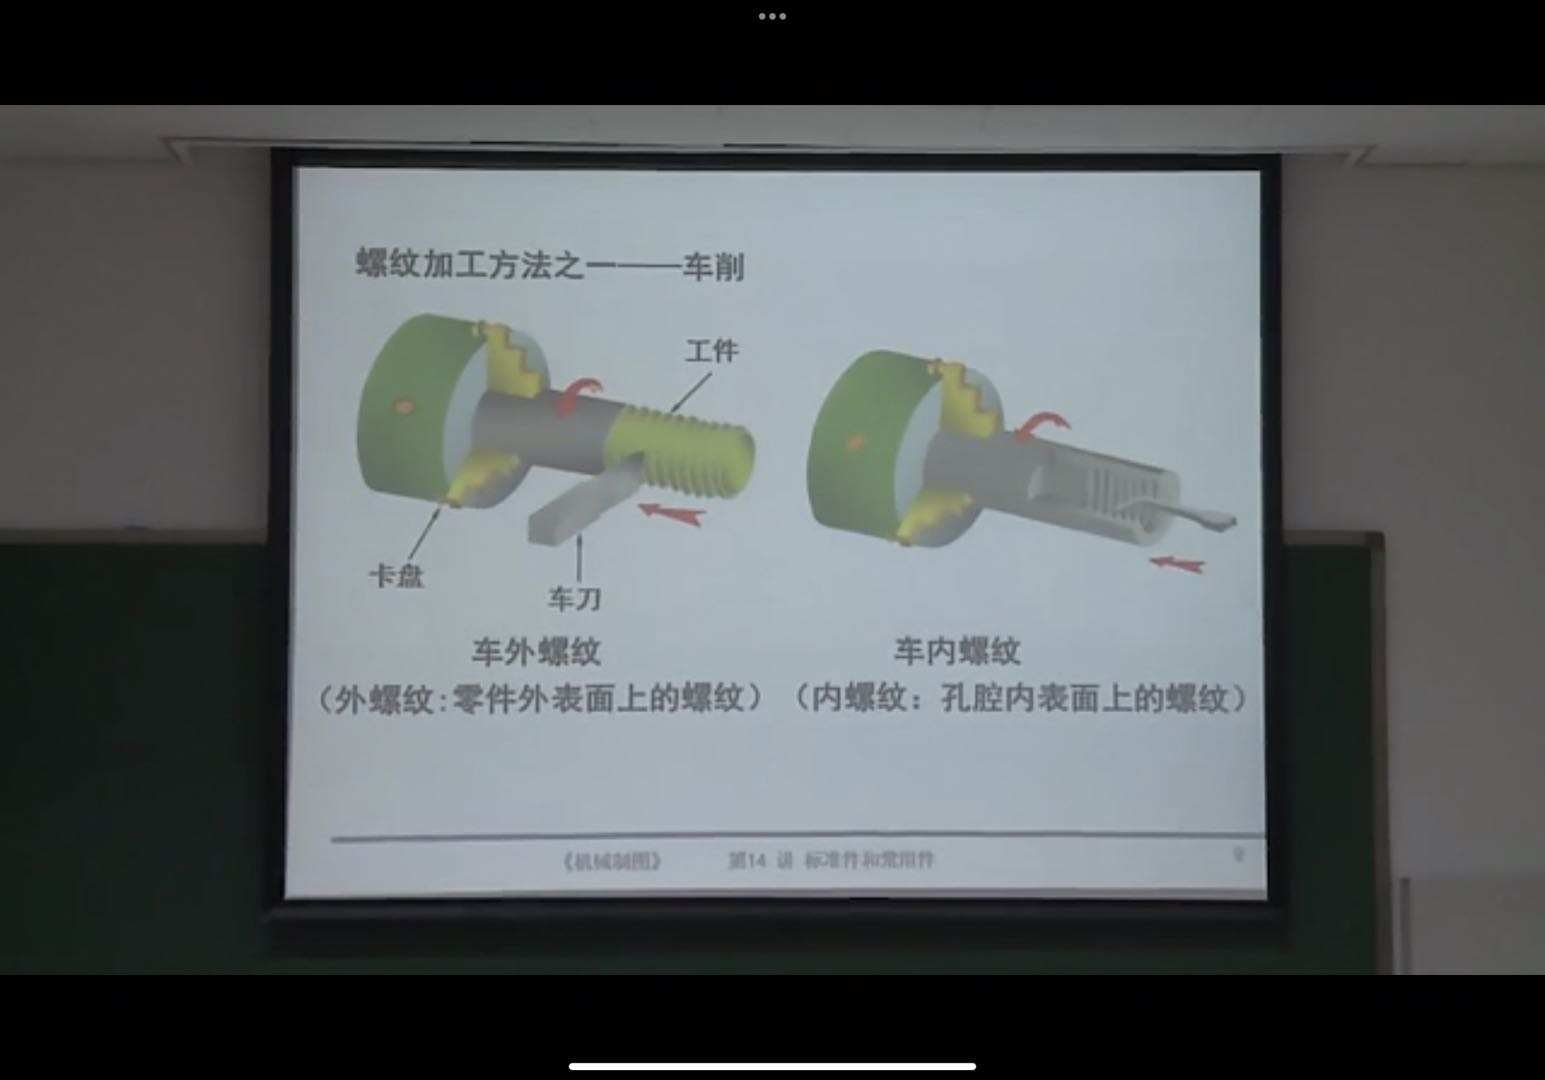 螺纹加工方法之一——车削
工件
卡盘
车刀
车外螺纹
(外螺纹:零件外表面上的螺纹)
车内螺纹
(内螺纹：孔腔内表面上的螺纹)
《机械制图》 第14 讲 标准件和常用件